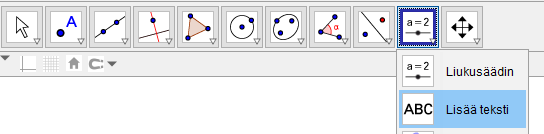 A
α
a = 2
a = 2
Liukusäädin
ABC
Lisää teksti